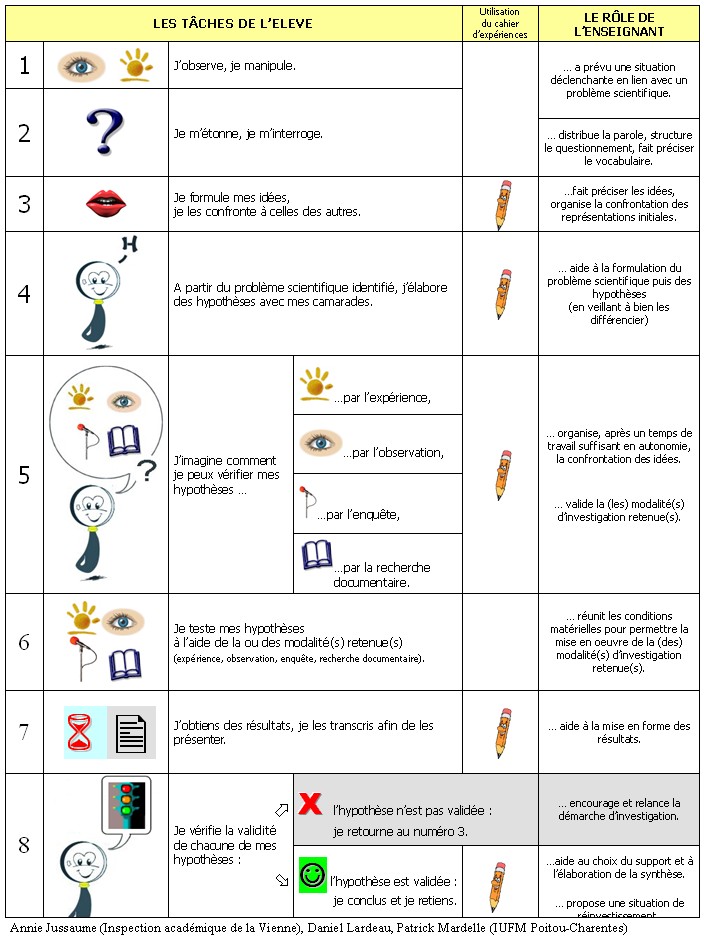 LES TÂCHES DE L'ELEVE
Utilisation
du cahier
d'expériences
LE RÔLE DE
L'ENSEIGNANT
1
J'observe, je manipule.
... a prévu une situation
déclenchante en lien avec un
problème scientifique.
2
?
Je m'étonne, je m'interroge.
... distribue la parole, structure
le questionnement, fait préciser
le vocabulaire.
3
Je formule mes idées,
je les confronte à celles des autres.
...fait préciser les idées,
organise la confrontation des
représentations initiales.
4
H
A partir du problème scientifique identifié, j'élabore
des hypothèses avec mes camarades.
... aide à la formulation du
problème scientifique puis des
hypothèses
(en veillant à bien les
différencier)
5
?
J'imagine comment
je peux vérifier mes
hypothèses ...
...par l'expérience,
...par l'observation,
...par l'enquête,
...par la recherche
documentaire.
... organise, après un temps de
travail suffisant en autonomie,
la confrontation des idées.
... valide la (les) modalité(s)
d'investigation retenue(s).
6
Je teste mes hypothèses
à l'aide de la ou des modalité(s) retenue(s)
(expérience, observation, enquête, recherche documentaire).
... réunit les conditions
matérielles pour permettre la
mise en oeuvre de la (des)
modalité(s) d'investigation
retenue(s).
7
J'obtiens des résultats, je les transcris afin de les
présenter.
... aide à la mise en forme des
résultats.
8
Je vérifie la validité
de chacune de mes
hypothèses :
l'hypothèse n'est pas validée :
je retourne au numéro 3.
... encourage et relance la
démarche d'investigation.
l'hypothèse est validée :
je conclus et je retiens.
...aide au choix du support et à
l'élaboration de la synthèse.
... propose une situation de
réinvestissement
Annie Jussaume (Inspection académique de la Vienne), Daniel Lardeau, Patrick Mardelle (IUFM Poitou-Charentes)